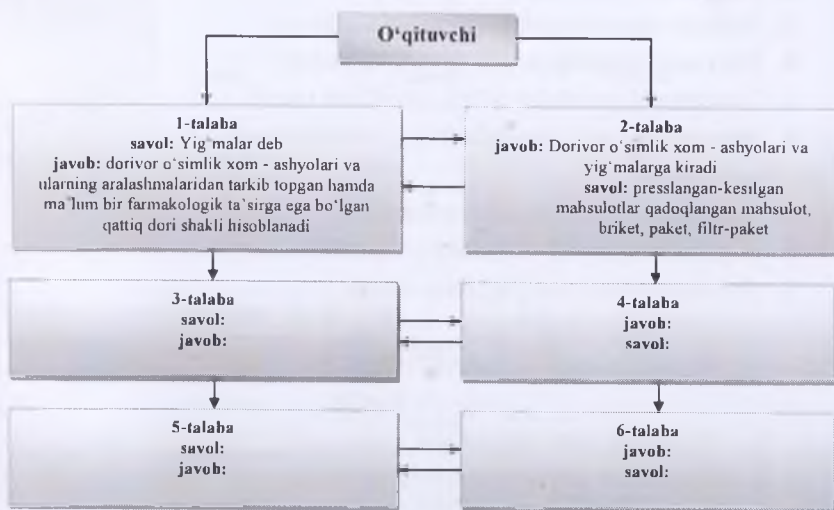 O‘qituvchi
1-talaba
savol: Yig‘malar deb
javob: dorivor o‘simlik xom - ashyolari va
ularning aralashmalaridan tarkib topgan hamda
ma’lum bir farmakologik ta’sirga ega bo‘lgan
qattiq dori shakli hisoblanadi
2-talaba
javob: Dorivor o‘simlik xom - ashyolari va
yig‘malarga kiradi
savol: presslangan-kesilgan
mahsulotlar qadoqlangan mahsulot,
briket, paket, filtr-paket
3-talaba
savol:
javob:
4-talaba
javob:
savol:
5-talaba
savol:
javob:
6-talaba
javob:
savol: